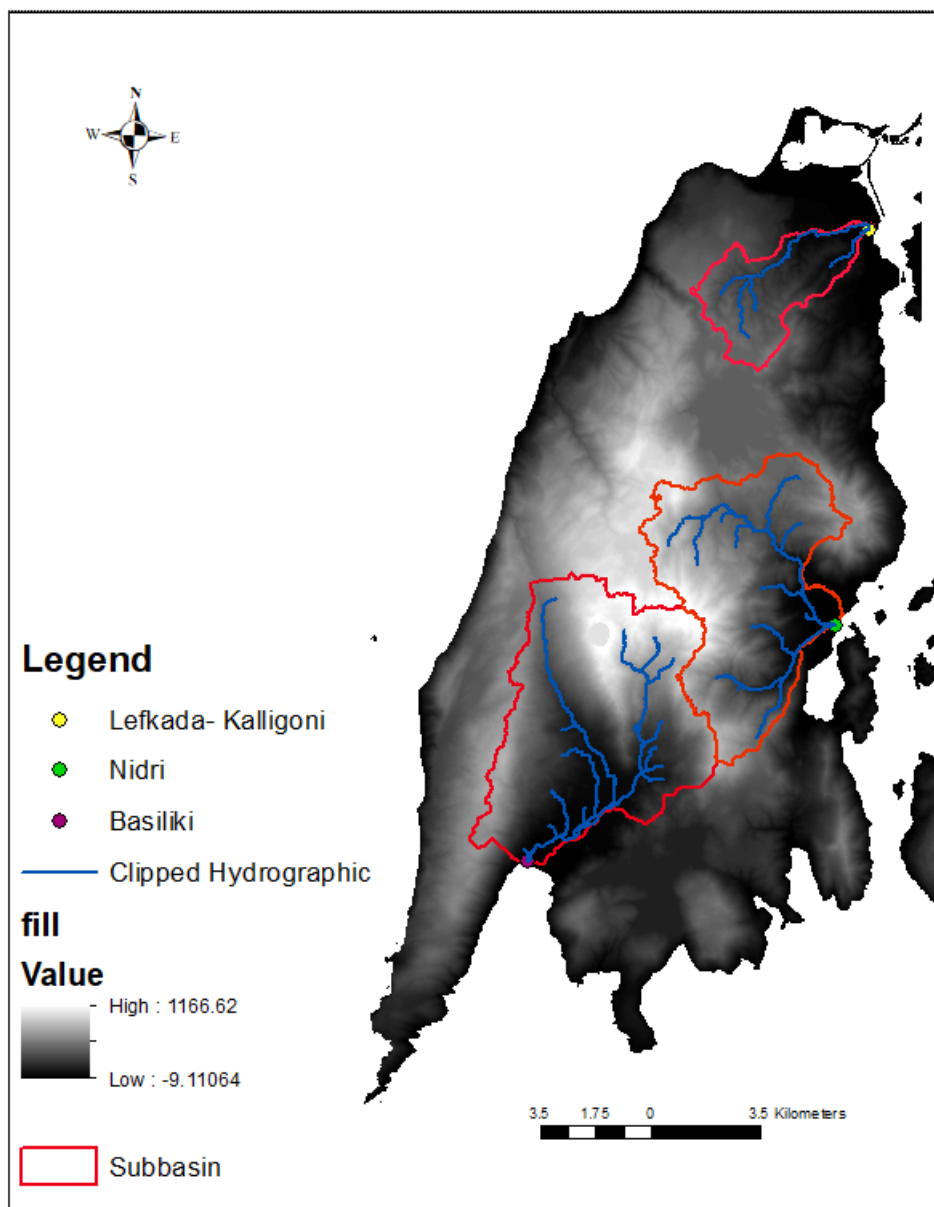 N
W E
S
Legend
Lefkada- Kalligoni
Nidri
Basiliki
Clipped Hydrographic
fill
Value
High : 1166.62
Low : -9.11064
3.5 1.75 0 3.5 Kilometers
Subbasin